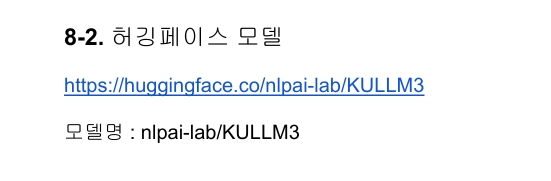 8-2. 허깅페이스 모델
https://huggingface.co/nlpai-lab/KULLM3
모델명 : nlpai-lab/KULLM3